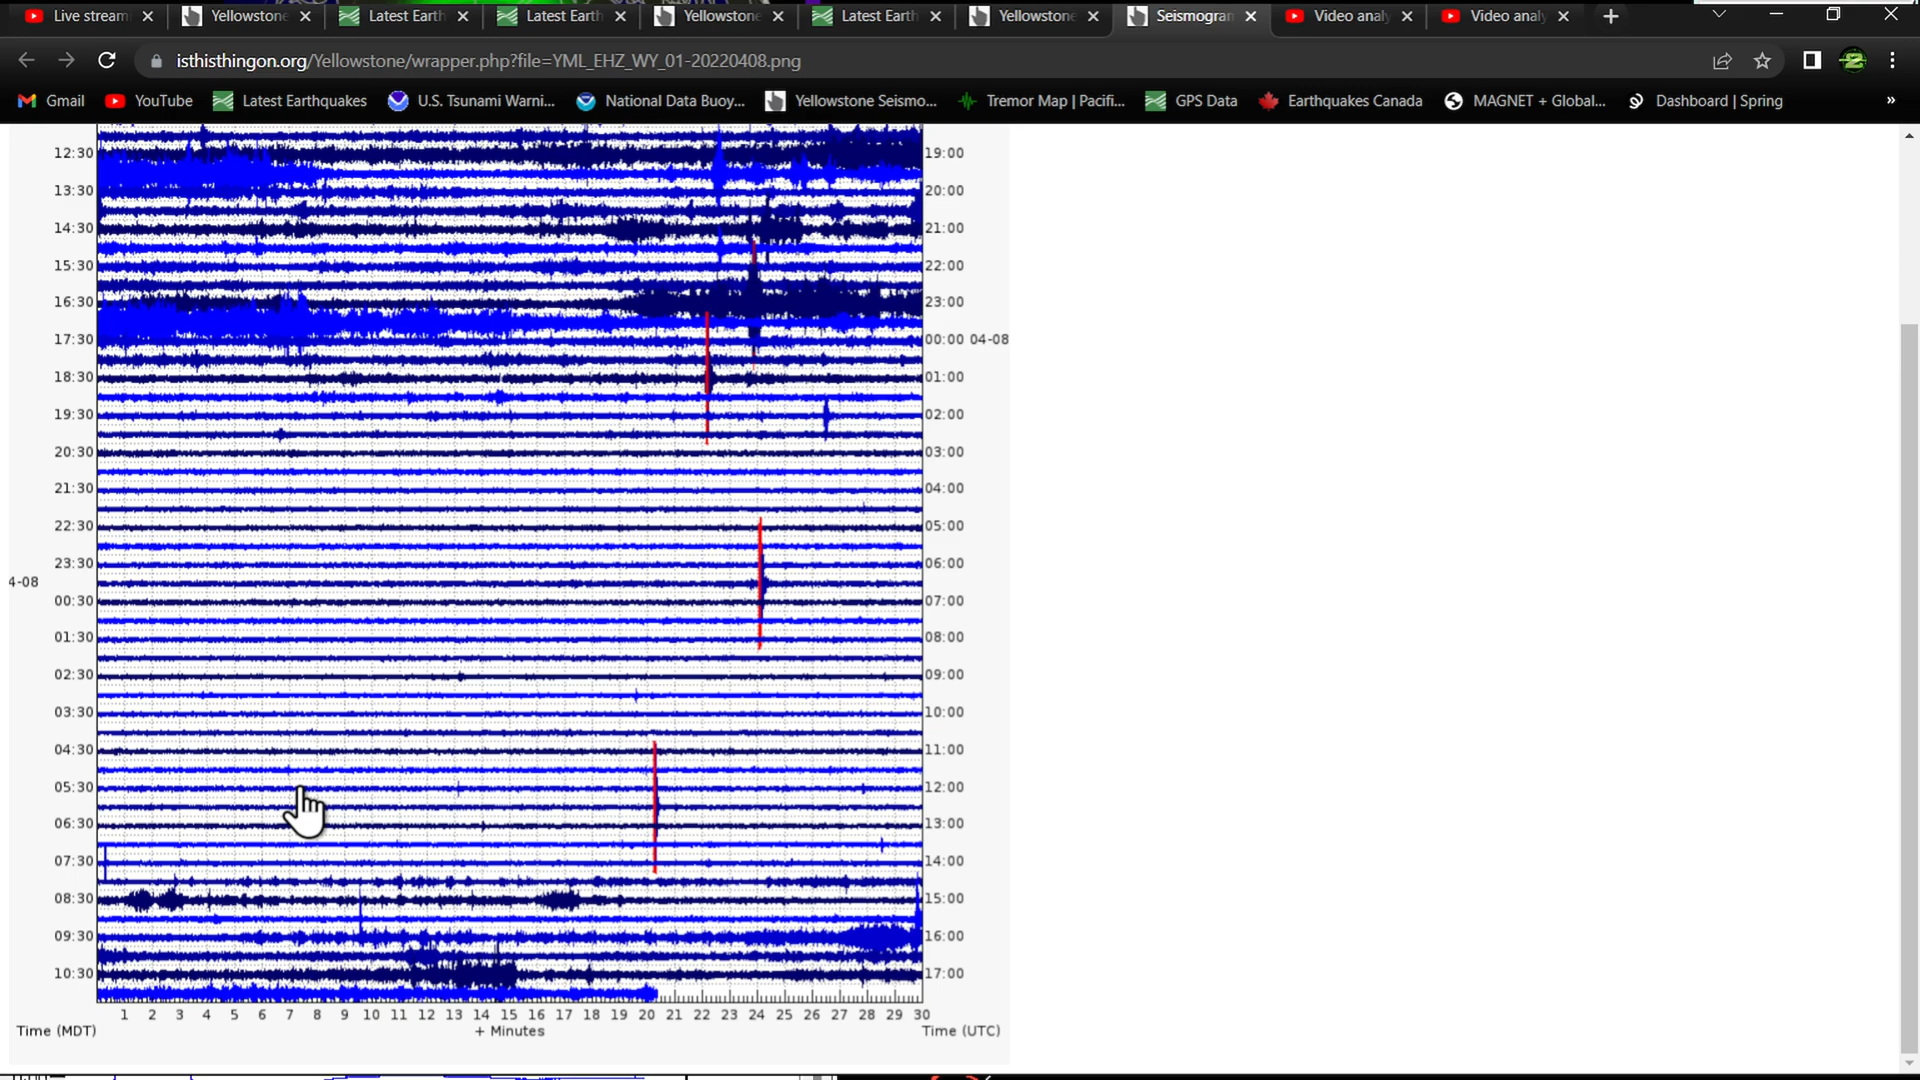 Live stream
Yellowstone
Latest Earth
Latest Earth
Yellowstone
Latest Earth
Yellowstone
Seismogram
Video analy
Video analy
isthisthingon.org/Yellowstone/wrapper.php?file=YML_EHZ_WY_01-20220408.png
Gmail
YouTube
Latest Earthquakes
U.S. Tsunami Warni...
National Data Buoy...
Yellowstone Seismo...
Tremor Map | Pacifi...
GPS Data
Earthquakes Canada
MAGNET + Global...
Dashboard | Spring
»
12:30 19:00
13:30 20:00
14:30 21:00
15:30 22:00
16:30 23:00
17:30 00:00 04-08
18:30 01:00
19:30 02:00
20:30 03:00
21:30 04:00
22:30 05:00
23:30 06:00
4-08
00:30 07:00
01:30 08:00
02:30 09:00
03:30 10:00
04:30 11:00
05:30 12:00
06:30 13:00
07:30 14:00
08:30 15:00
09:30 16:00
10:30 17:00
1 2 3 4 5 6 7 8 9 10 11 12 13 14 15 16 17 18 19 20 21 22 23 24 25 26 27 28 29 30
Time (MDT) + Minutes Time (UTC)